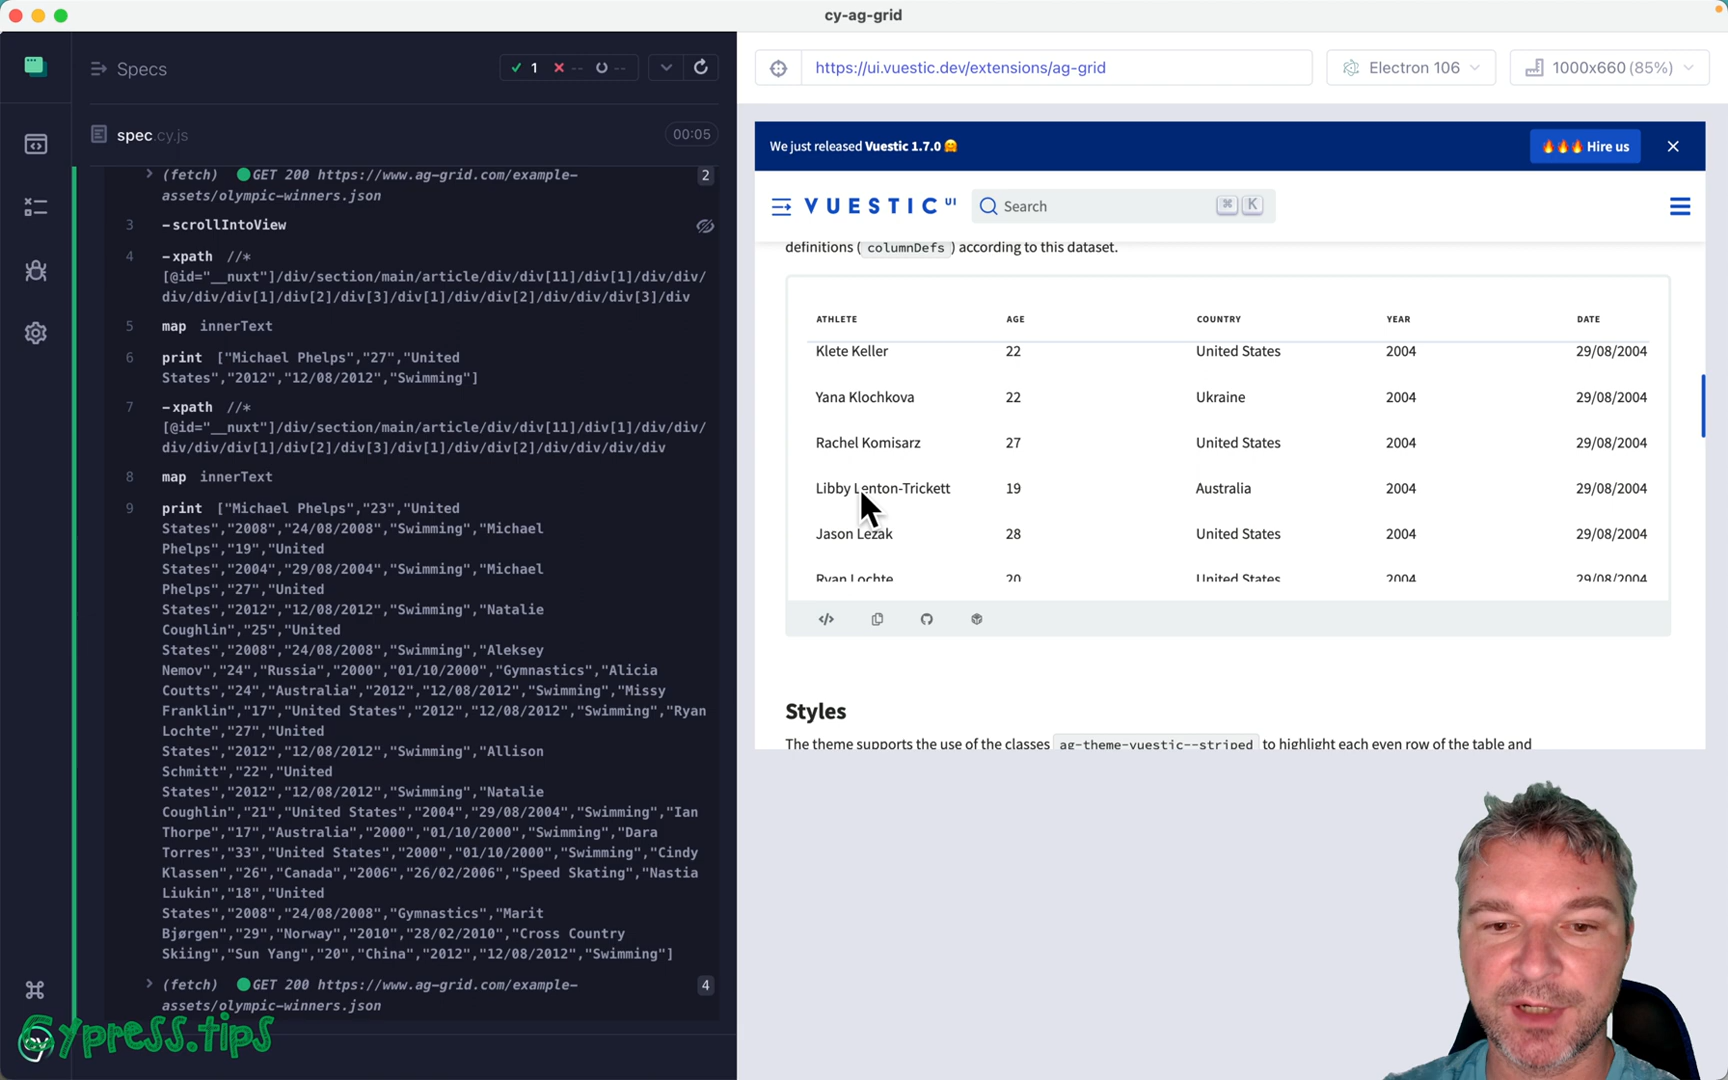 cy-ag-grid
Specs
1
--
--
spec.cy.js
00:05
(fetch) GET 200 https://www.ag-grid.com/example-
assets/olympic-winners.json
2
3 -scrollIntoView
4 -xpath //*
[@id="__nuxt"]/div/section/main/article/div/div[11]/div[1]/div/div/
div/div/div[1]/div[2]/div[3]/div[1]/div/div[2]/div/div/div[3]/div
5 map innerText
6 print ["Michael Phelps","27","United
States","2012","12/08/2012","Swimming"]
7 -xpath //*
[@id="__nuxt"]/div/section/main/article/div/div[11]/div[1]/div/div/
div/div/div[1]/div[2]/div[3]/div[1]/div/div[2]/div/div/div/div
8 map innerText
9 print ["Michael Phelps","23","United
States","2008","24/08/2008","Swimming","Michael
Phelps","19","United
States","2004","29/08/2004","Swimming","Michael
Phelps","27","United
States","2012","12/08/2012","Swimming","Natalie
Coughlin","25","United
States","2008","24/08/2008","Swimming","Aleksey
Nemov","24","Russia","2000","01/10/2000","Gymnastics","Alicia
Coutts","24","Australia","2012","12/08/2012","Swimming","Missy
Franklin","17","United States","2012","12/08/2012","Swimming","Ryan
Lochte","27","United
States","2012","12/08/2012","Swimming","Allison
Schmitt","22","United
States","2012","12/08/2012","Swimming","Natalie
Coughlin","21","United States","2004","29/08/2004","Swimming","Ian
Thorpe","17","Australia","2000","01/10/2000","Swimming","Dara
Torres","33","United States","2000","01/10/2000","Swimming","Cindy
Klassen","26","Canada","2006","26/02/2006","Speed Skating","Nastia
Liukin","18","United
States","2008","24/08/2008","Gymnastics","Marit
Bjørgen","29","Norway","2010","28/02/2010","Cross Country
Skiing","Sun Yang","20","China","2012","12/08/2012","Swimming"]
(fetch) GET 200 https://www.ag-grid.com/example-
assets/olympic-winners.json
4
Cypress.tips
https://ui.vuestic.dev/extensions/ag-grid
Electron 106
1000x660 (85%)
We just released Vuestic 1.7.0 🤗
🔥🔥🔥 Hire us
VUESTIC UI
Search
⌘ K
definitions ( columnDefs ) according to this dataset.
ATHLETE AGE COUNTRY YEAR DATE
Klete Keller 22 United States 2004 29/08/2004
Yana Klochkova 22 Ukraine 2004 29/08/2004
Rachel Komisarz 27 United States 2004 29/08/2004
Libby Lenton-Trickett 19 Australia 2004 29/08/2004
Jason Lezak 28 United States 2004 29/08/2004
Ryan Lochte 20 United States 2004 29/08/2004
Styles
The theme supports the use of the classes ag-theme-vuestic--striped to highlight each even row of the table and